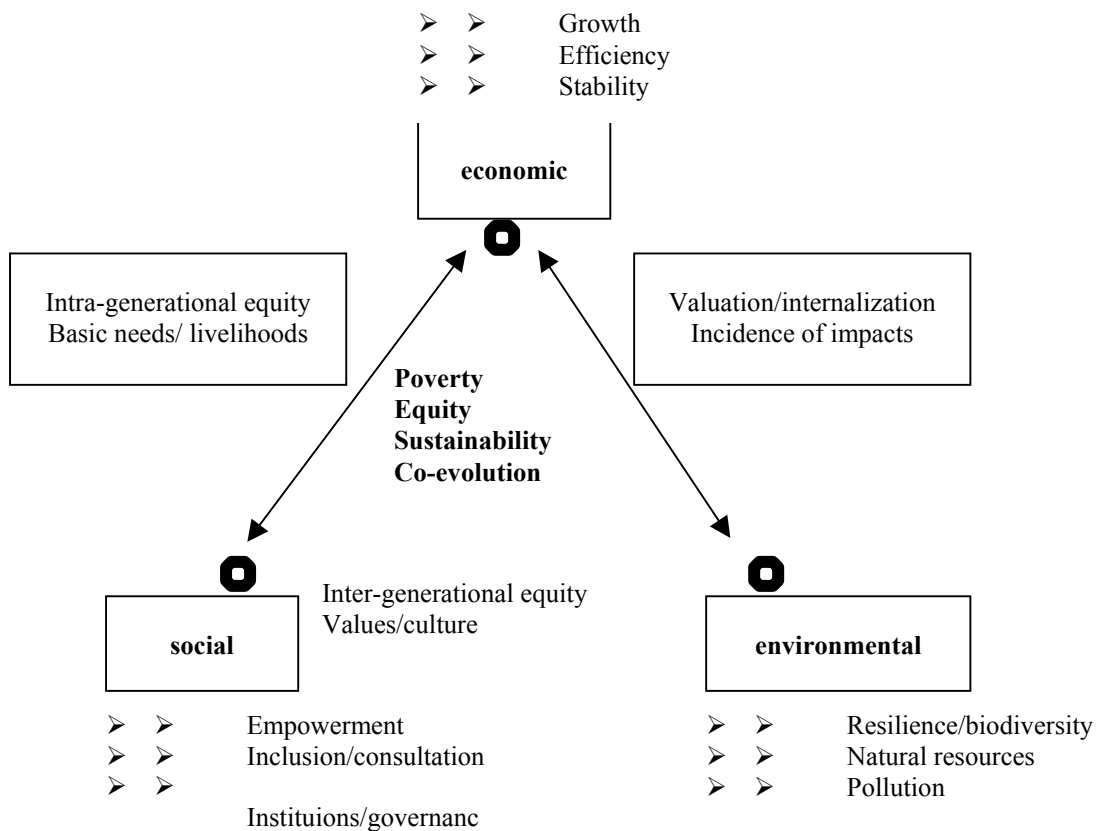 ➢ ➢ Growth
➢ ➢ Efficiency
➢ ➢ Stability
economic
Intra-generational equity
Basic needs/ livelihoods
Valuation/internalization
Incidence of impacts
Poverty
Equity
Sustainability
Co-evolution
Inter-generational equity
Values/culture
social
environmental
➢ ➢ Empowerment
➢ ➢ Inclusion/consultation
➢ ➢
Instituions/governanc
➢ ➢ Resilience/biodiversity
➢ ➢ Natural resources
➢ ➢ Pollution